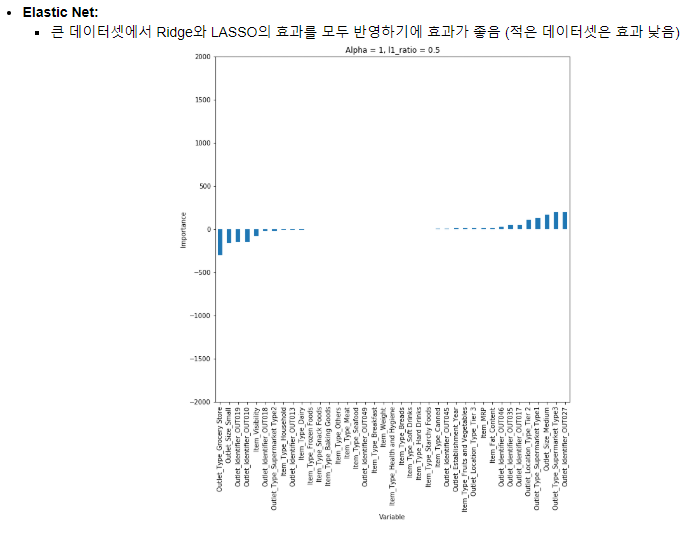 Elastic Net:
큰 데이터셋에서 Ridge와 LASSO의 효과를 모두 반영하기에 효과가 좋음 (적은 데이터셋은 효과 낮음)
Alpha = 1, l1_ratio = 0.5
2000
1500
1000
500
0
−500
−1000
−1500
−2000
Importance
Outlet_Type_Grocery Store
Outlet_Size_Small
Outlet_Identifier_OUT019
Outlet_Identifier_OUT010
Item_Visibility
Outlet_Identifier_OUT018
Outlet_Type_Supermarket Type2
Item_Type_Household
Outlet_Identifier_OUT013
Item_Type_Dairy
Item_Type_Frozen Foods
Item_Type_Snack Foods
Item_Type_Baking Goods
Item_Type_Others
Item_Type_Meat
Item_Type_Seafood
Outlet_Identifier_OUT049
Item_Type_Breakfast
Item_Weight
Item_Type_Health and Hygiene
Item_Type_Breads
Item_Type_Soft Drinks
Item_Type_Hard Drinks
Item_Type_Starchy Foods
Item_Type_Canned
Outlet_Identifier_OUT045
Outlet_Establishment_Year
Item_Type_Fruits and Vegetables
Outlet_Location_Type_Tier 3
Item_MRP
Item_Fat_Content
Outlet_Identifier_OUT046
Outlet_Identifier_OUT035
Outlet_Identifier_OUT017
Outlet_Location_Type_Tier 2
Outlet_Type_Supermarket Type1
Outlet_Size_Medium
Outlet_Type_Supermarket Type3
Outlet_Identifier_OUT027
Variable